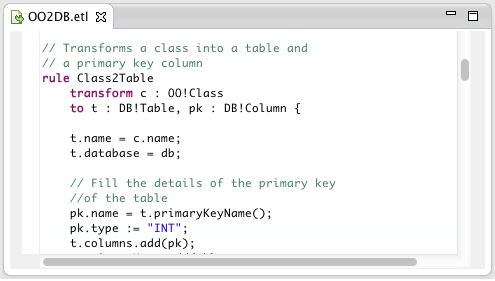 OO2DB.etl
// Transforms a class into a table and
// a primary key column
rule Class2Table
transform c : OO!Class
to t : DB!Table, pk : DB!Column {
t.name = c.name;
t.database = db;
// Fill the details of the primary key
//of the table
pk.name = t.primaryKeyName();
pk.type := "INT";
t.columns.add(pk);